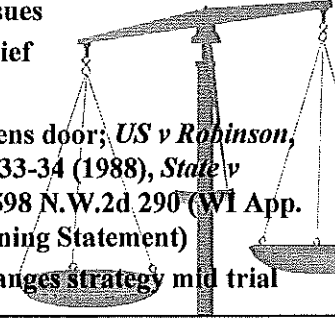 sues
ief
ens door; US v Robinson,
33-34 (1988), State v
598 N.W.2d 290 (WI App.
ning Statement)
anges strategy mid trial